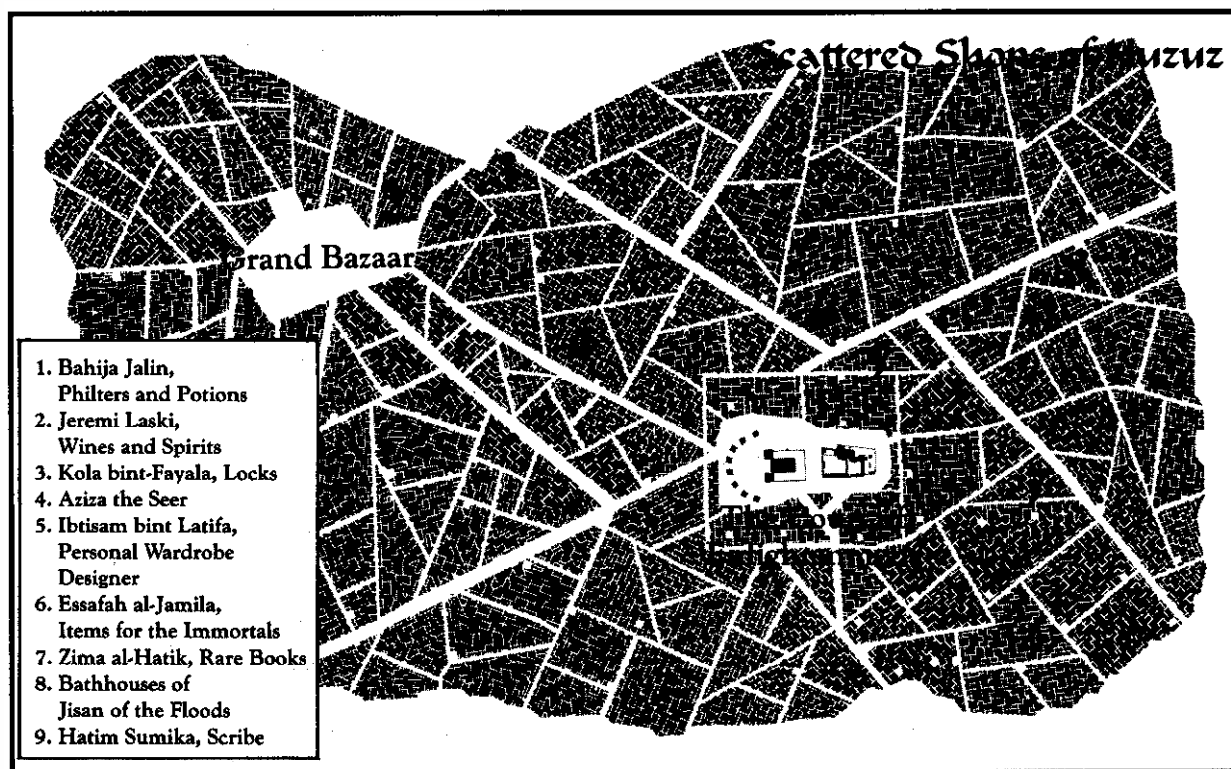 Scattered Shops of Huzuz
Grand Bazaar
1. Bahija Jalin,
Philters and Potions
2. Jeremi Laski,
Wines and Spirits
3. Kola bint-Fayala, Locks
4. Aziza the Seer
5. Ibtisam bint Latifa,
Personal Wardrobe
Designer
6. Essafah al-Jamila,
Items for the Immortals
7. Zima al-Hatik, Rare Books
8. Bathhouses of
Jisan of the Floods
9. Hatim Sumika, Scribe
The